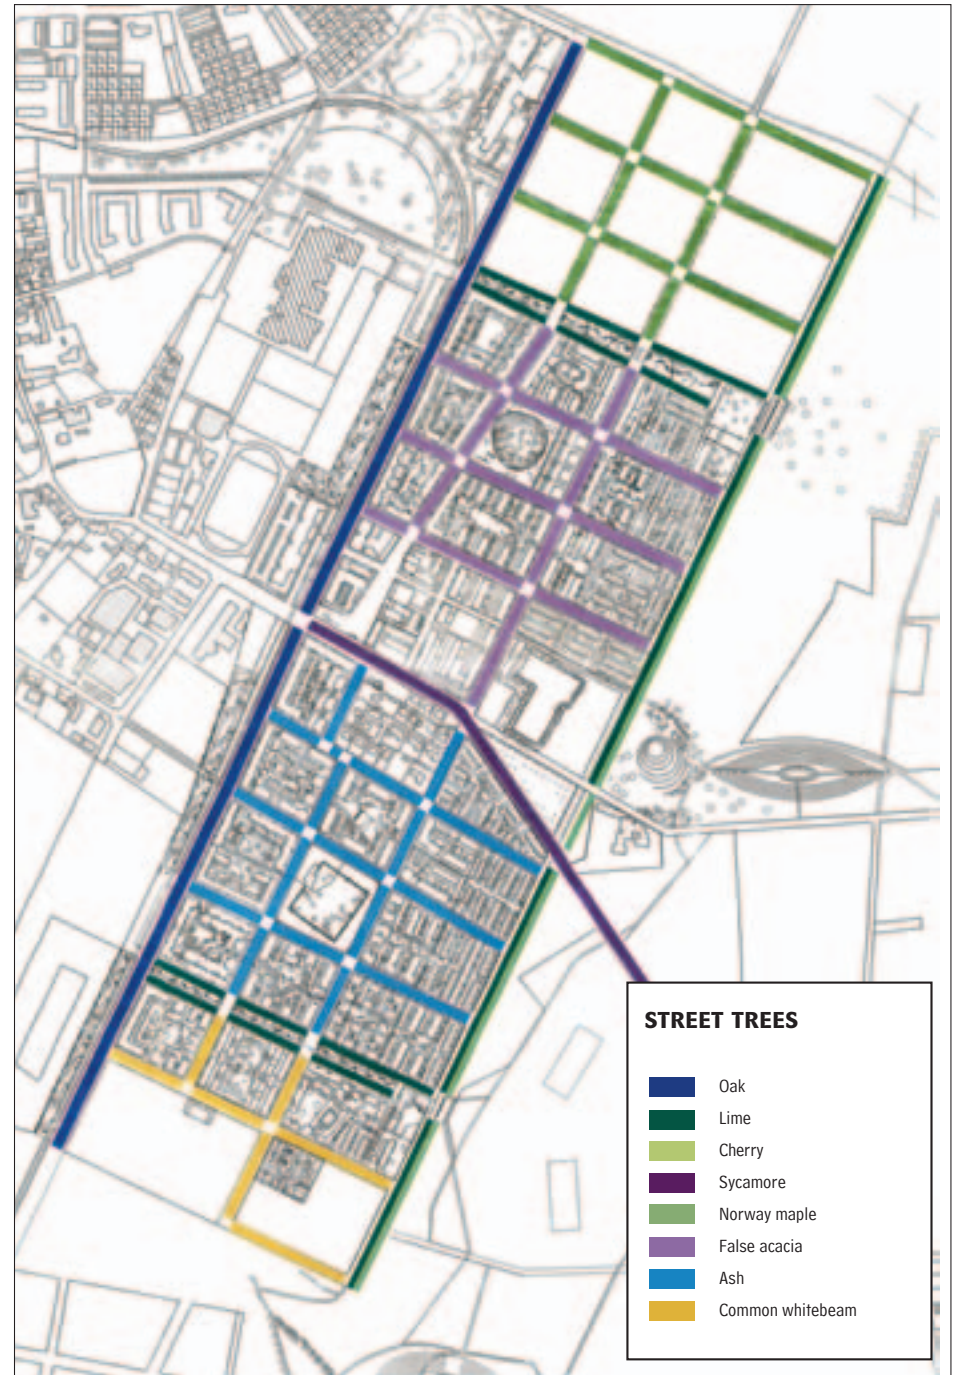 STREET TREES
Oak
Lime
Cherry
Sycamore
Norway maple
False acacia
Ash
Common whitebeam